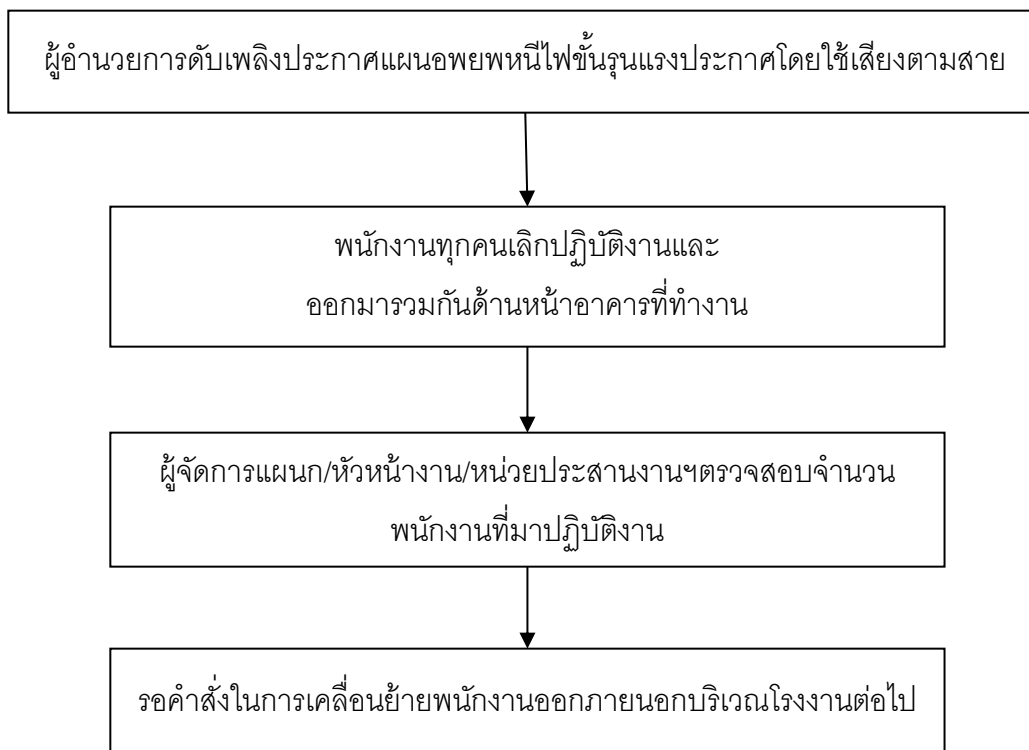 ผู้อำนวยการดับเพลิงประกาศแผนอพยพหนีไฟขั้นรุนแรงประกาศโดยใช้เสียงตามสาย
พนักงานทุกคนเลิกปฏิบัติงานและ
ออกมารวมกันด้านหน้าอาคารที่ทำงาน
ผู้จัดการแผนก/หัวหน้างาน/หน่วยประสานงานฯตรวจสอบจำนวน
พนักงานที่มาปฏิบัติงาน
รอคำสั่งในการเคลื่อนย้ายพนักงานออกภายนอกบริเวณโรงงานต่อไป